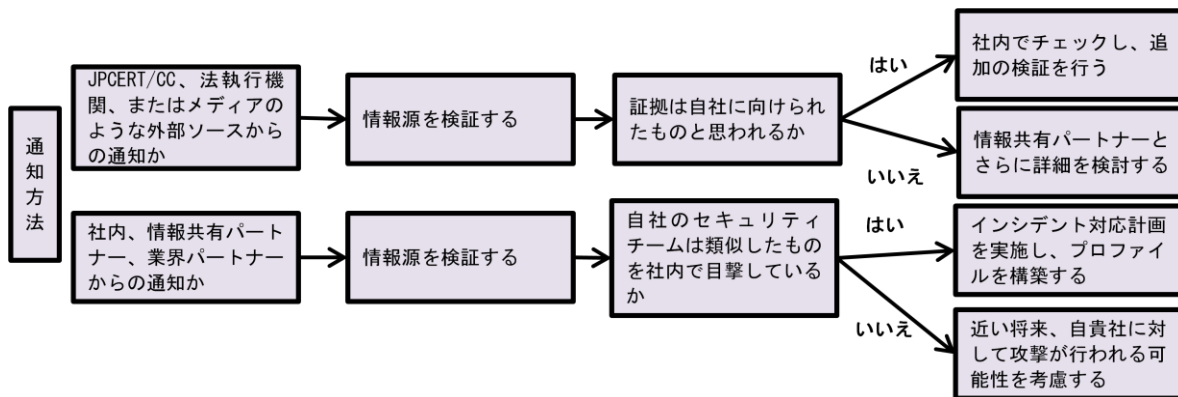 通知方法
JPCERT/CC、法執行機
関、またはメディアの
ような外部ソースから
の通知か
情報源を検証する
証拠は自社に向けられ
たものと思われるか
はい
社内でチェックし、追
加の検証を行う
いいえ
情報共有パートナーと
さらに詳細を検討する
社内、情報共有パート
ナー、業界パートナー
からの通知か
情報源を検証する
自社のセキュリティ
チームは類似したもの
を社内で目撃している
か
はい
インシデント対応計画
を実施し、プロファイ
ルを構築する
いいえ
近い将来、自貴社に対
して攻撃が行われる可
能性を考慮する